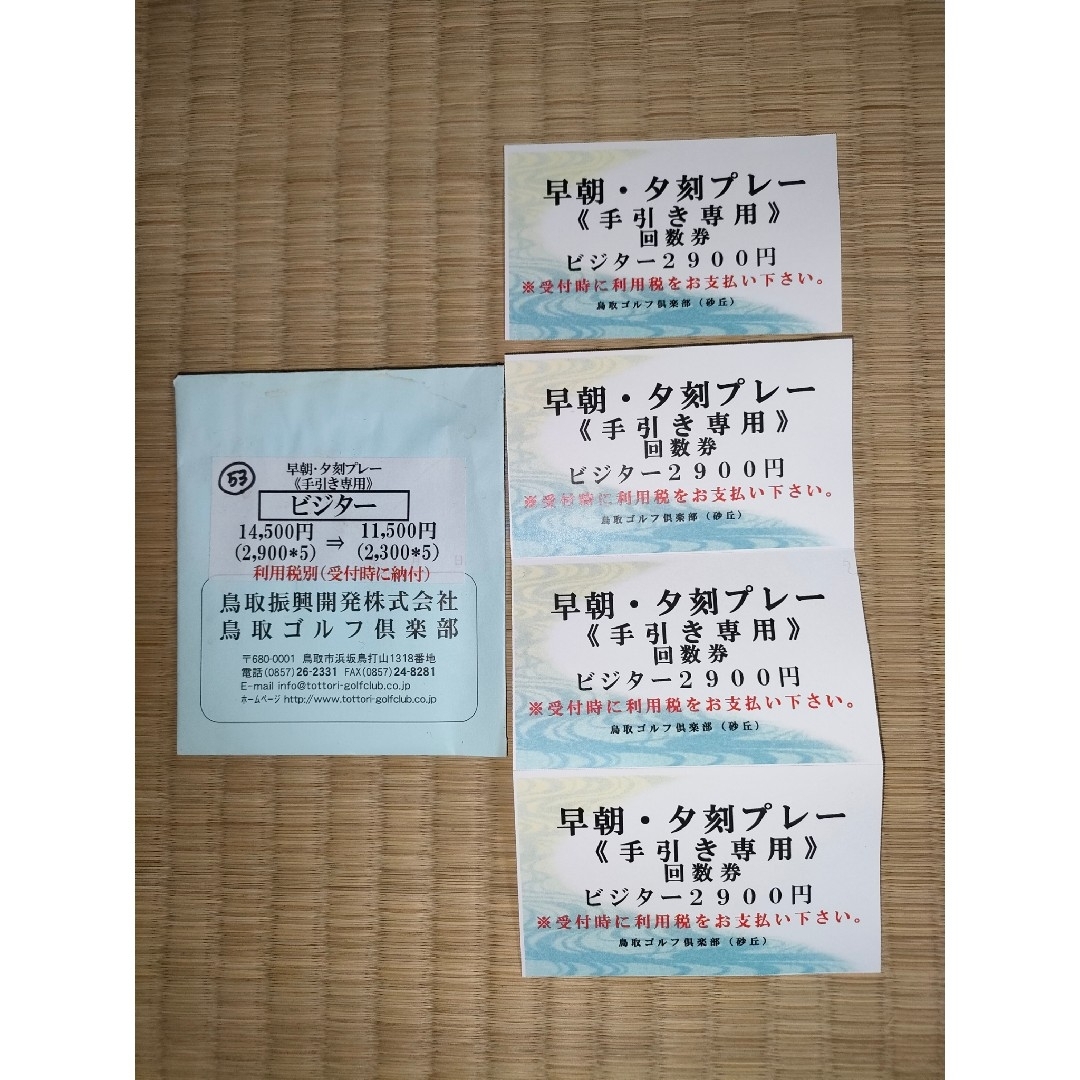 53
早朝・夕刻プレー
《手引き専用》
ビジター
14,500円 ⇒ 11,500円
(2,900*5) (2,300*5)
利用税別(受付時に納付)
鳥取振興開発株式会社
鳥取ゴルフ倶楽部
〒680-0001 鳥取市浜坂鳥打山1318番地
電話(0857)26-2331 FAX(0857)24-8281
E-mail info@tottori-golfclub.co.jp
ホームページ http://www.tottori-golfclub.co.jp
早朝・夕刻プレー
《手引き専用》
回数券
ビジター2900円
※受付時に利用税をお支払い下さい。
鳥取ゴルフ倶楽部(砂丘)
早朝・夕刻プレー
《手引き専用》
回数券
ビジター2900円
※受付時に利用税をお支払い下さい。
鳥取ゴルフ倶楽部(砂丘)
早朝・夕刻プレー
《手引き専用》
回数券
ビジター2900円
※受付時に利用税をお支払い下さい。
鳥取ゴルフ倶楽部(砂丘)
早朝・夕刻プレー
《手引き専用》
回数券
ビジター2900円
※受付時に利用税をお支払い下さい。
鳥取ゴルフ倶楽部(砂丘)